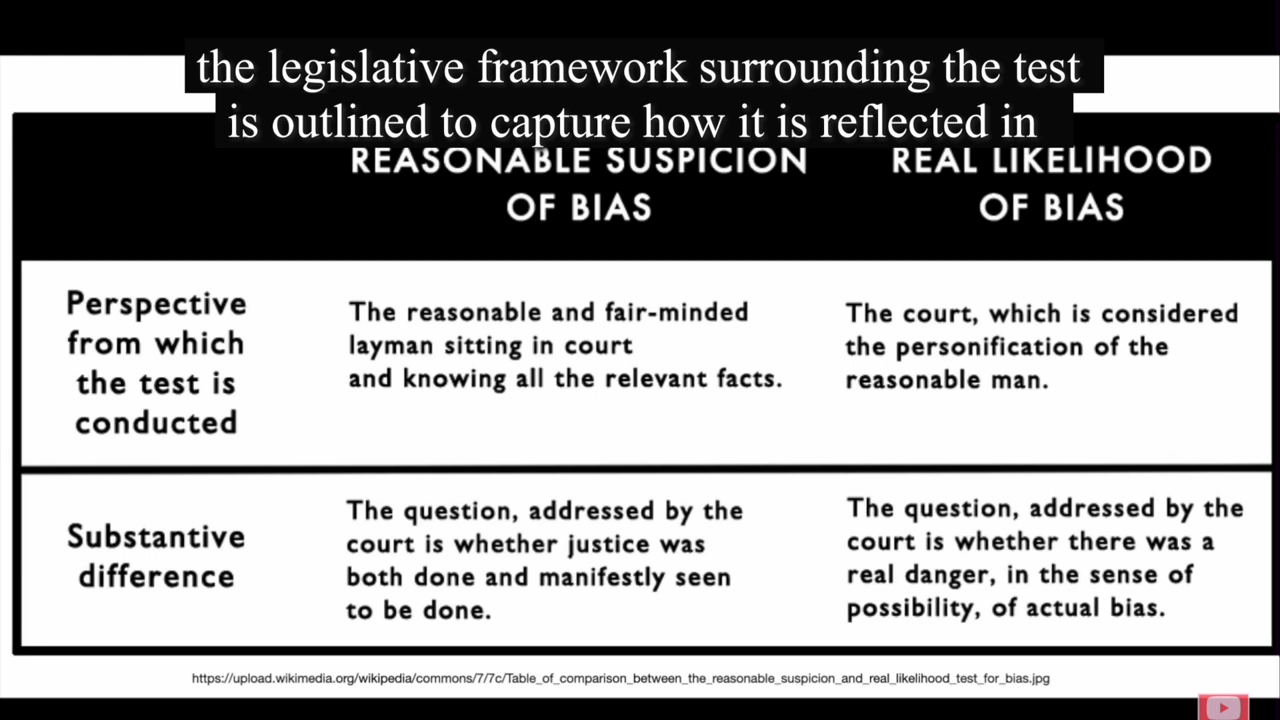 the legislative framework surrounding the test
is outlined to capture how it is reflected in
REASONABLE SUSPICION
OF BIAS
REAL LIKELIHOOD
OF BIAS
Perspective
from which
the test is
conducted
The reasonable and fair-minded
layman sitting in court
and knowing all the relevant facts.
The court, which is considered
the personification of the
reasonable man.
Substantive
difference
The question, addressed by the
court is whether justice was
both done and manifestly seen
to be done.
The question, addressed by the
court is whether there was a
real danger, in the sense of
possibility, of actual bias.
https://upload.wikimedia.org/wikipedia/commons/7/7c/Table_of_comparison_between_the_reasonable_suspicion_and_real_likelihood_test_for_bias.jpg